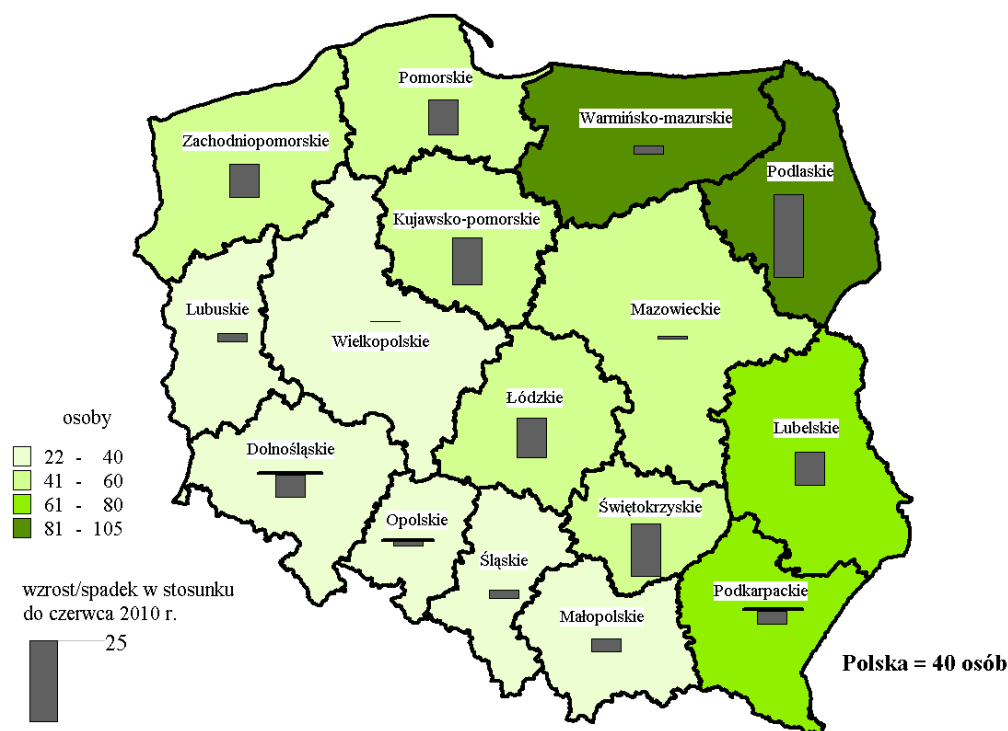 Pomorskie
Warmińsko-mazurskie
Zachodniopomorskie
Podlaskie
Kujawsko-pomorskie
Lubuskie
Mazowieckie
Wielkopolskie
Łódzkie
Lubelskie
Dolnośląskie
Świętokrzyskie
Opolskie
Śląskie
Podkarpackie
Małopolskie
osoby
22 - 40
41 - 60
61 - 80
81 - 105
wzrost/spadek w stosunku
do czerwca 2010 r.
25
Polska = 40 osób